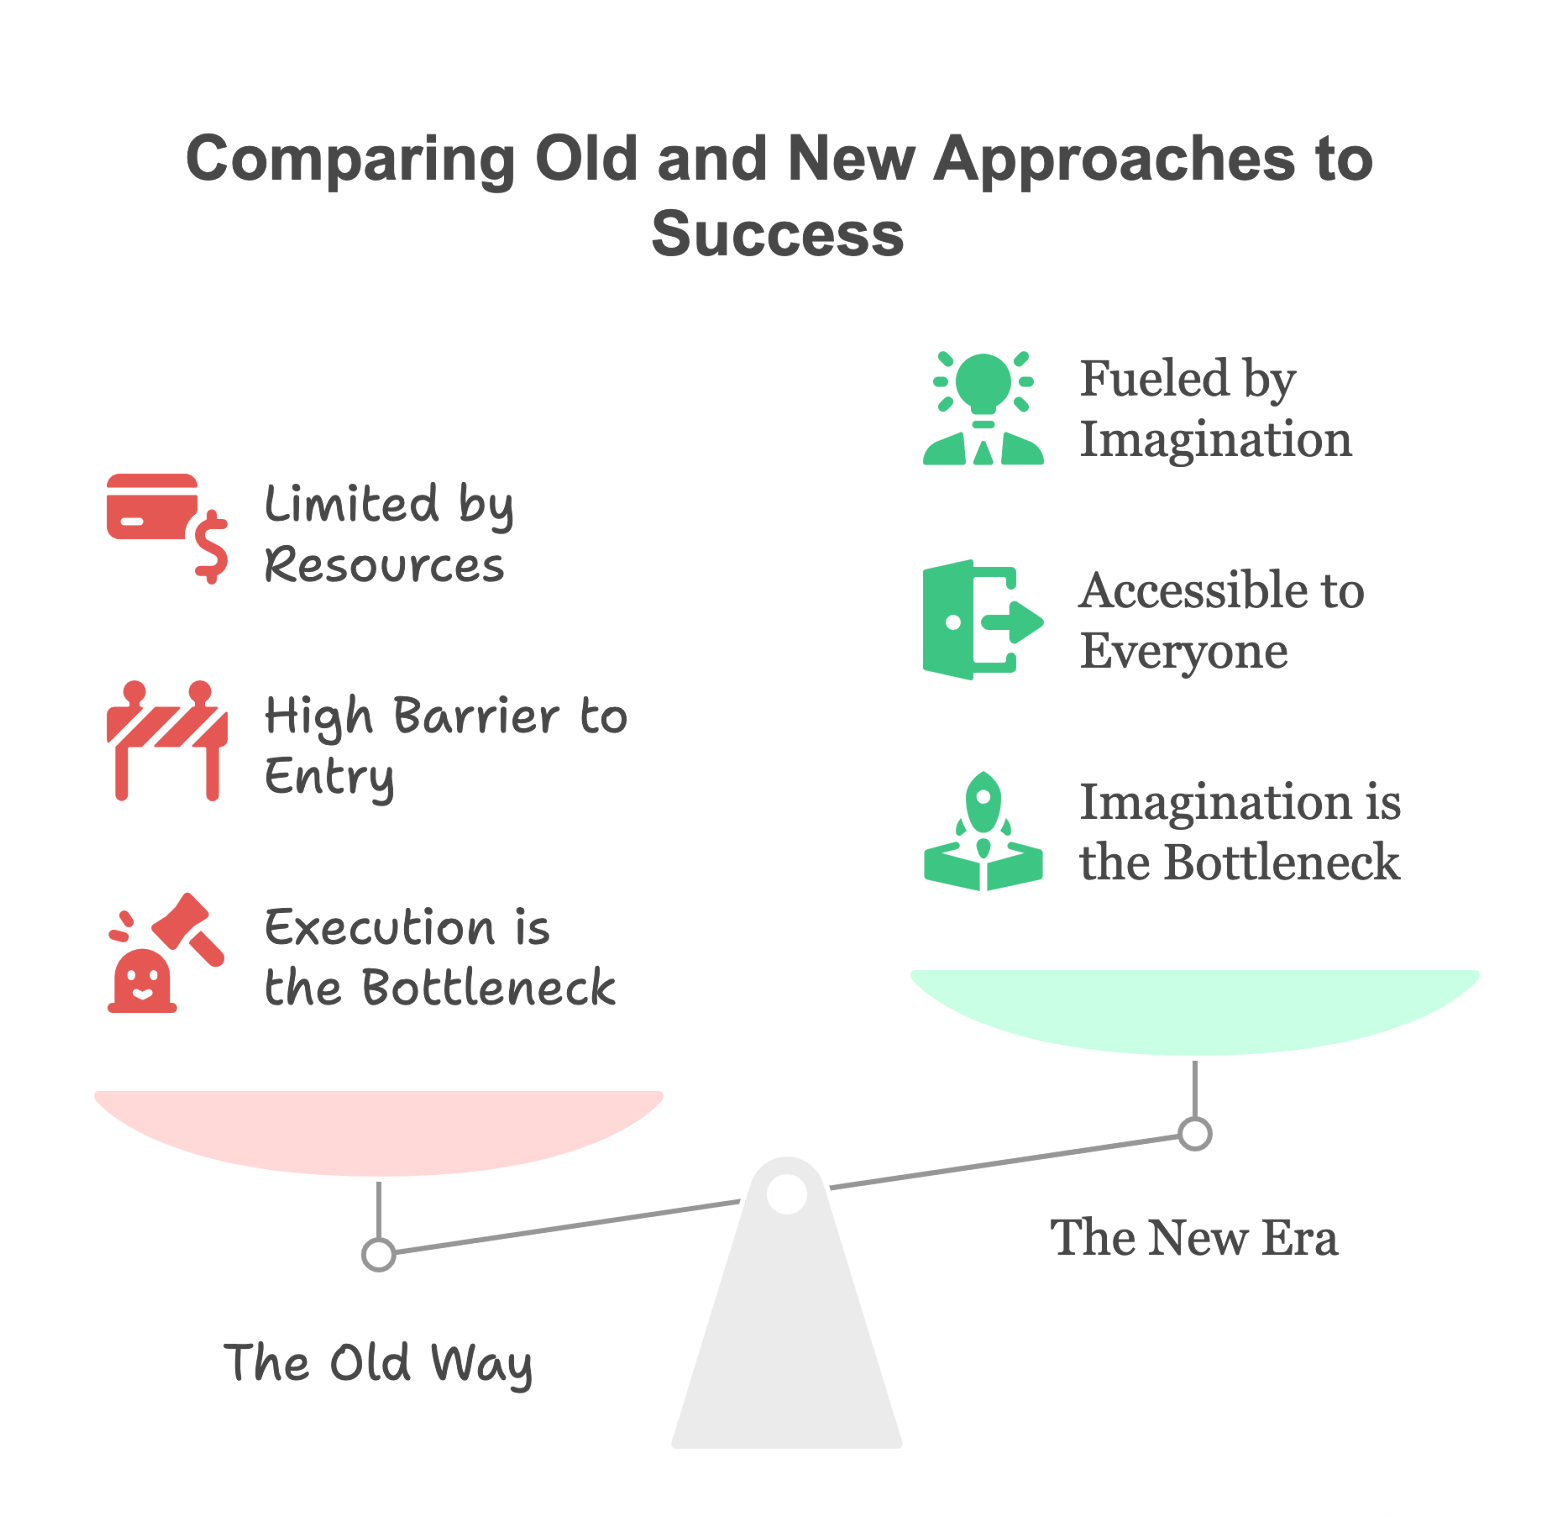 Comparing Old and New Approaches to
Success
Limited by
Resources
High Barrier to
Entry
Execution is
the Bottleneck
The Old Way
Fueled by
Imagination
Accessible to
Everyone
Imagination is
the Bottleneck
The New Era